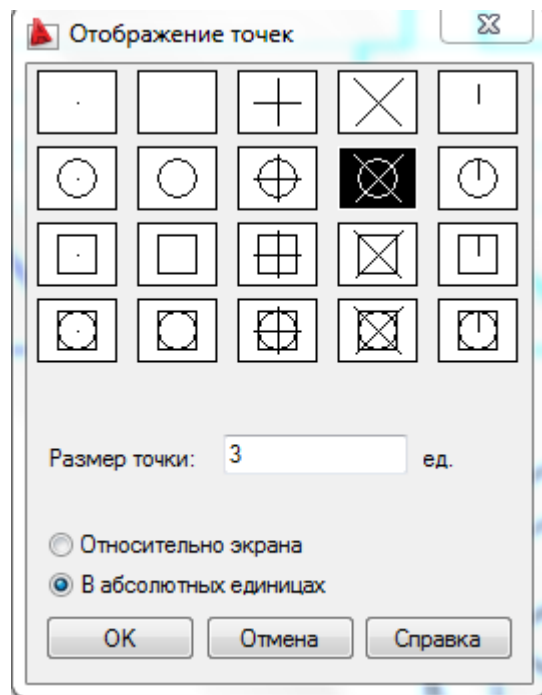 Отображение точек
Размер точки: 3 ед.
Относительно экрана
В абсолютных единицах
OK Отмена Справка